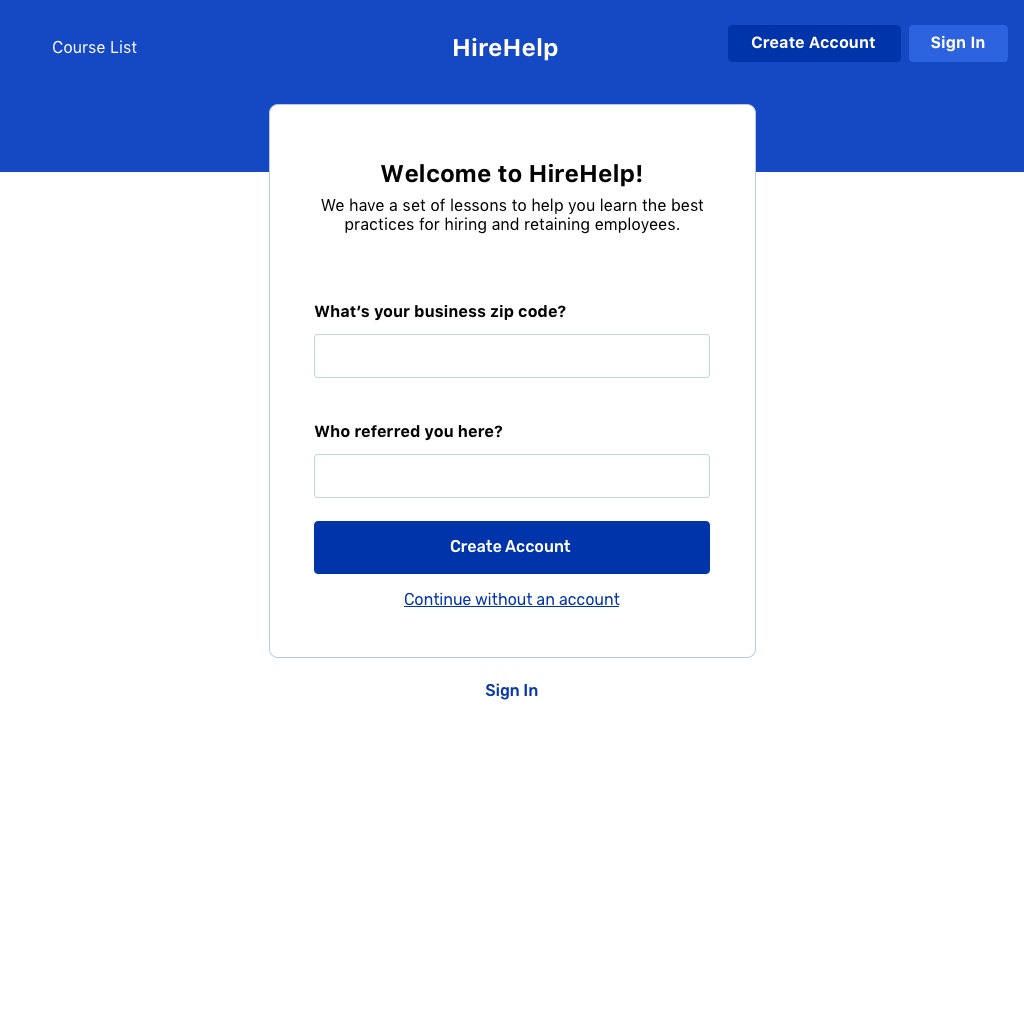 Course List
HireHelp
Create Account
Sign In
Welcome to HireHelp!
We have a set of lessons to help you learn the best
practices for hiring and retaining employees.
What's your business zip code?
Who referred you here?
Create Account
Continue without an account
Sign In